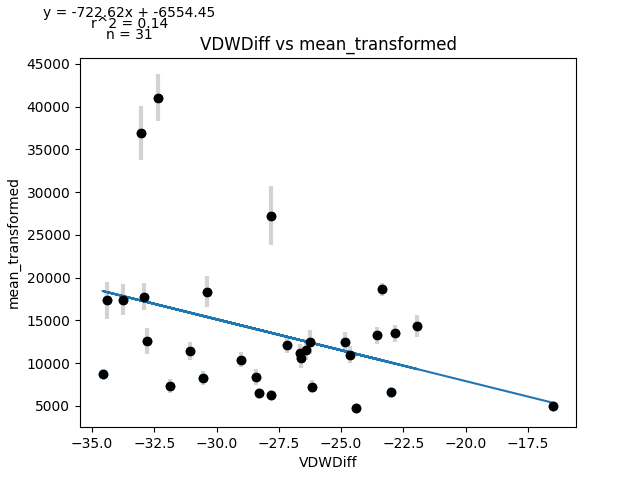 y = -722.62x + -6554.45
r^2 = 0.14
n = 31
VDWDiff vs mean_transformed
45000
40000
35000
30000
25000
20000
15000
10000
5000
mean_transformed
−35.0 −32.5 −30.0 −27.5 −25.0 −22.5 −20.0 −17.5
VDWDiff